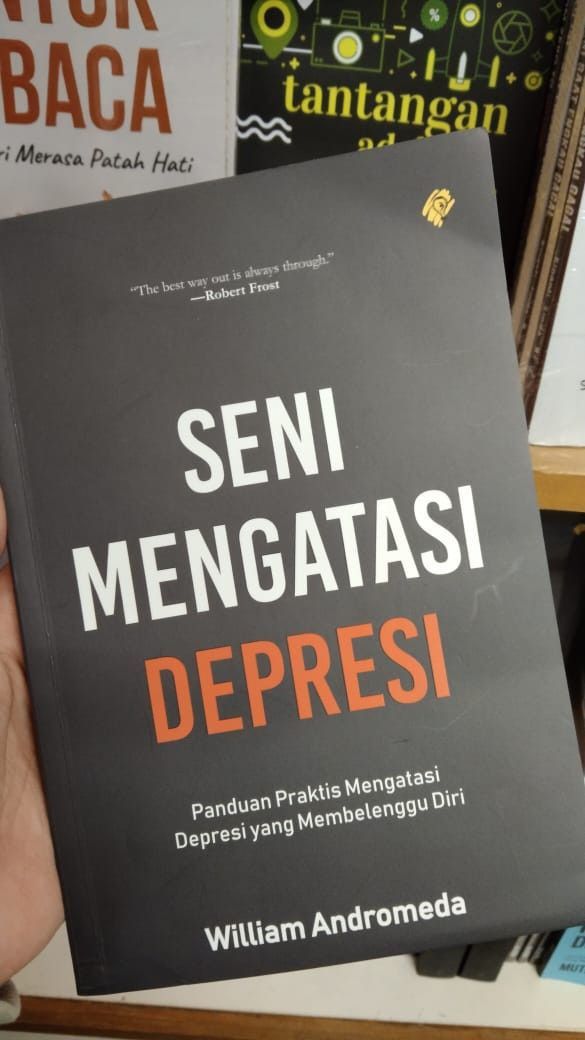 BACA
ri Merasa Patah Hati
tantangan
“The best way out is always through.”
—Robert Frost
SENI
MENGATASI
DEPRESI
Panduan Praktis Mengatasi
Depresi yang Membelenggu Diri
William Andromeda